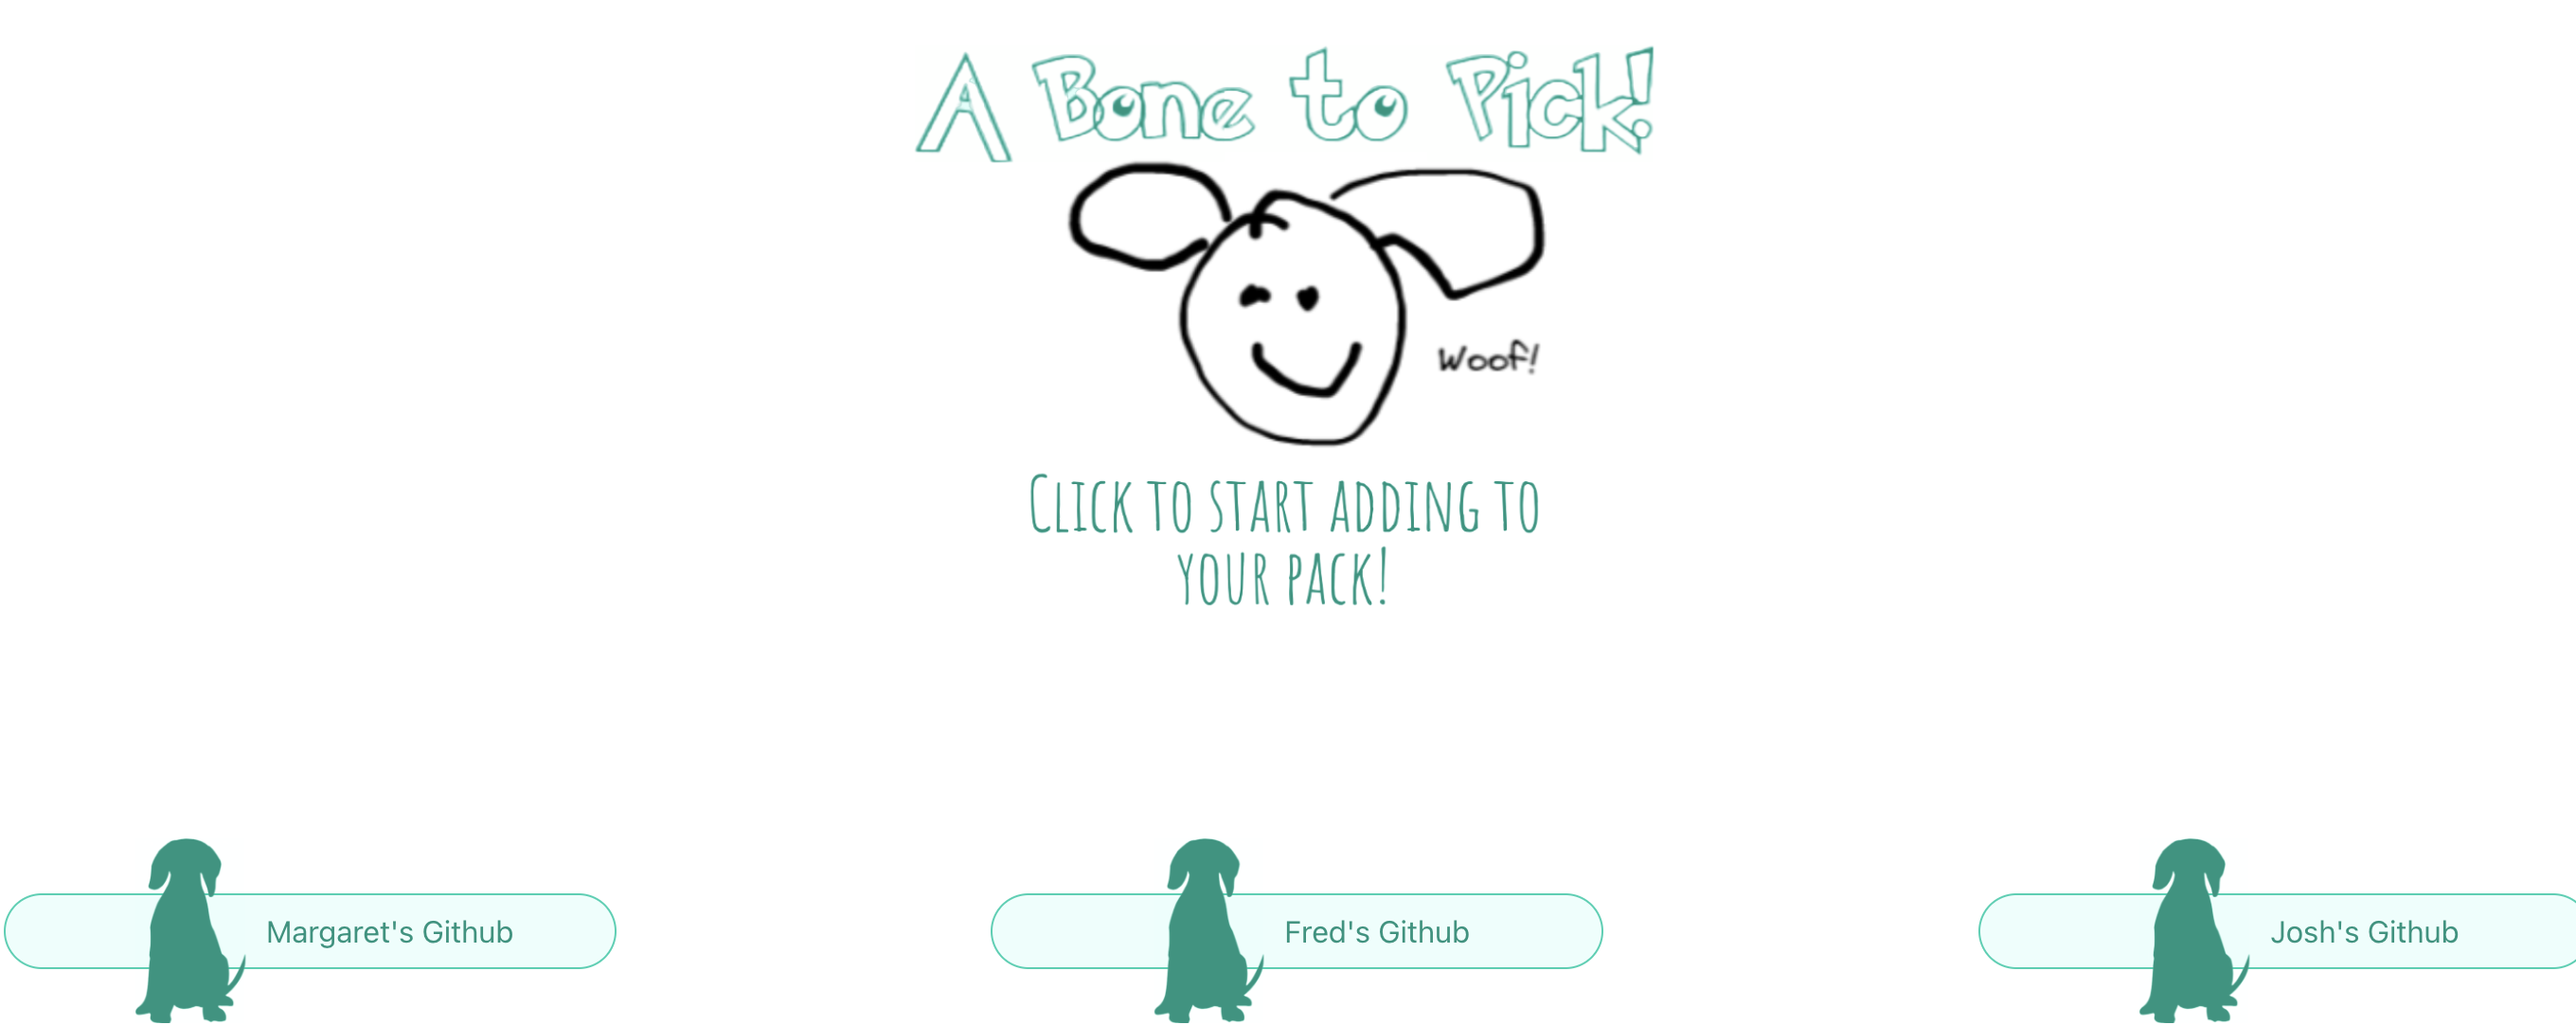 A Bone to Pick!
Woof!
Click to start adding to
your pack!
Margaret's Github
Fred's Github
Josh's Github